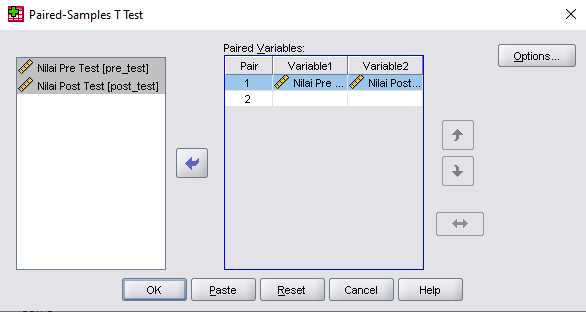 Paired-Samples T Test
Nilai Pre Test [pre_test]
Nilai Post Test [post_test]
Paired Variables:
Pair Variable1 Variable2
1 Nilai Pre ... Nilai Post...
2
Options...
OK Paste Reset Cancel Help